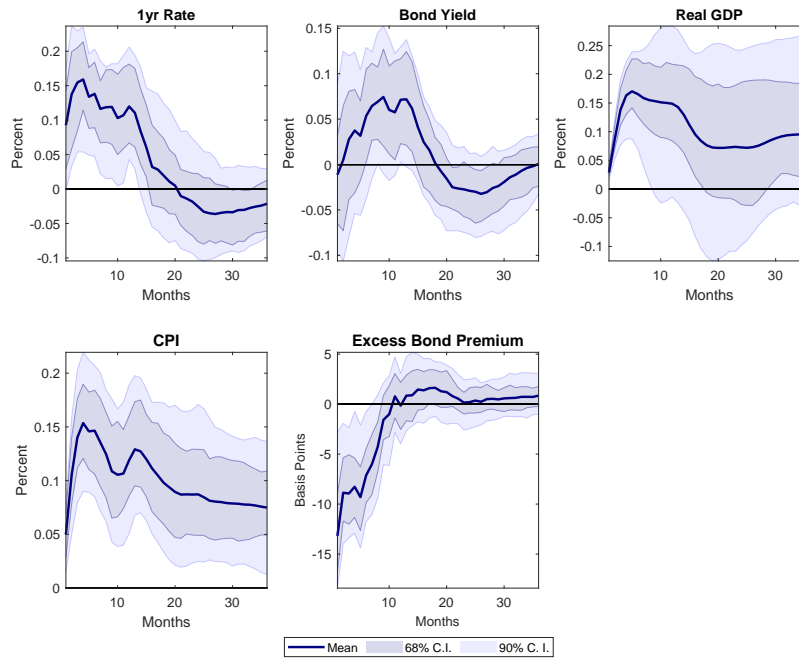 1yr Rate
0.2
0.15
0.1
0.05
0
-0.05
-0.1
Percent
10
20
30
Months
Bond Yield
0.15
0.1
0.05
0
-0.05
-0.1
Percent
10
20
30
Months
Real GDP
0.25
0.2
0.15
0.1
0.05
0
-0.05
-0.1
Percent
10
20
30
Months
CPI
0.2
0.15
0.1
0.05
0
Percent
10
20
30
Months
Excess Bond Premium
5
0
-5
-10
-15
Basis Points
10
20
30
Months
Mean 68% C.I. 90% C. I.